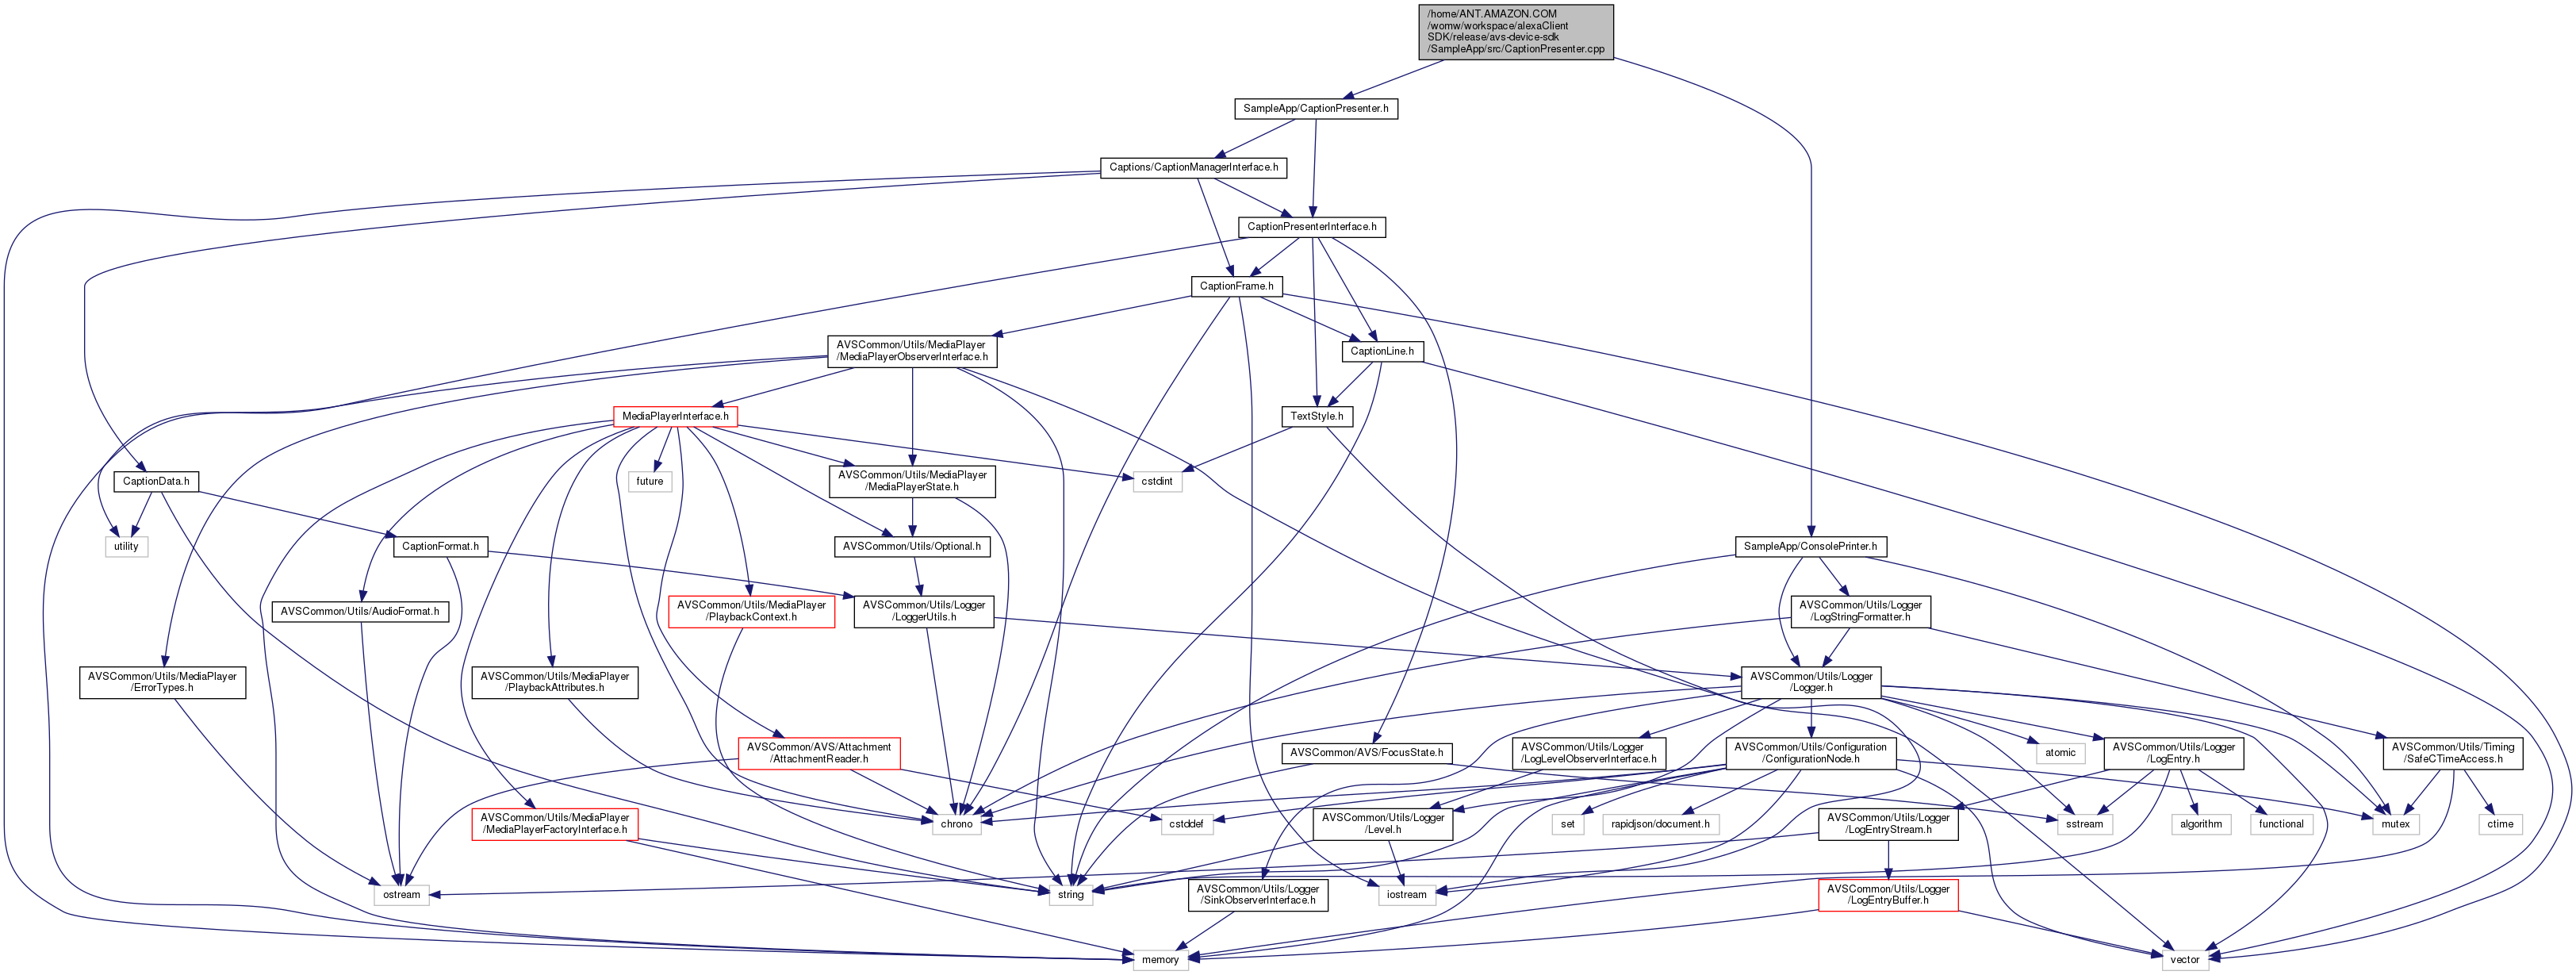 /home/ANT.AMAZON.COM
/womw/workspace/alexaClient
SDK/release/avs-device-sdk
/SampleApp/src/CaptionPresenter.cpp
SampleApp/CaptionPresenter.h
Captions/CaptionManagerInterface.h
CaptionPresenterInterface.h
CaptionFrame.h
AVSCommon/Utils/MediaPlayer
/MediaPlayerObserverInterface.h
CaptionLine.h
MediaPlayerInterface.h
TextStyle.h
CaptionData.h
future
AVSCommon/Utils/MediaPlayer
/MediaPlayerState.h
cstdint
utility
CaptionFormat.h
AVSCommon/Utils/Optional.h
SampleApp/ConsolePrinter.h
AVSCommon/Utils/AudioFormat.h
AVSCommon/Utils/MediaPlayer
/PlaybackContext.h
AVSCommon/Utils/Logger
/LoggerUtils.h
AVSCommon/Utils/Logger
/LogStringFormatter.h
AVSCommon/Utils/MediaPlayer
/ErrorTypes.h
AVSCommon/Utils/MediaPlayer
/PlaybackAttributes.h
AVSCommon/Utils/Logger
/Logger.h
AVSCommon/AVS/Attachment
/AttachmentReader.h
AVSCommon/AVS/FocusState.h
AVSCommon/Utils/Logger
/LogLevelObserverInterface.h
AVSCommon/Utils/Configuration
/ConfigurationNode.h
atomic
AVSCommon/Utils/Logger
/LogEntry.h
AVSCommon/Utils/Timing
/SafeCTimeAccess.h
AVSCommon/Utils/MediaPlayer
/MediaPlayerFactoryInterface.h
chrono
cstddef
AVSCommon/Utils/Logger
/Level.h
set
rapidjson/document.h
AVSCommon/Utils/Logger
/LogEntryStream.h
sstream
algorithm
functional
mutex
ctime
ostream
string
AVSCommon/Utils/Logger
/SinkObserverInterface.h
iostream
AVSCommon/Utils/Logger
/LogEntryBuffer.h
memory
vector